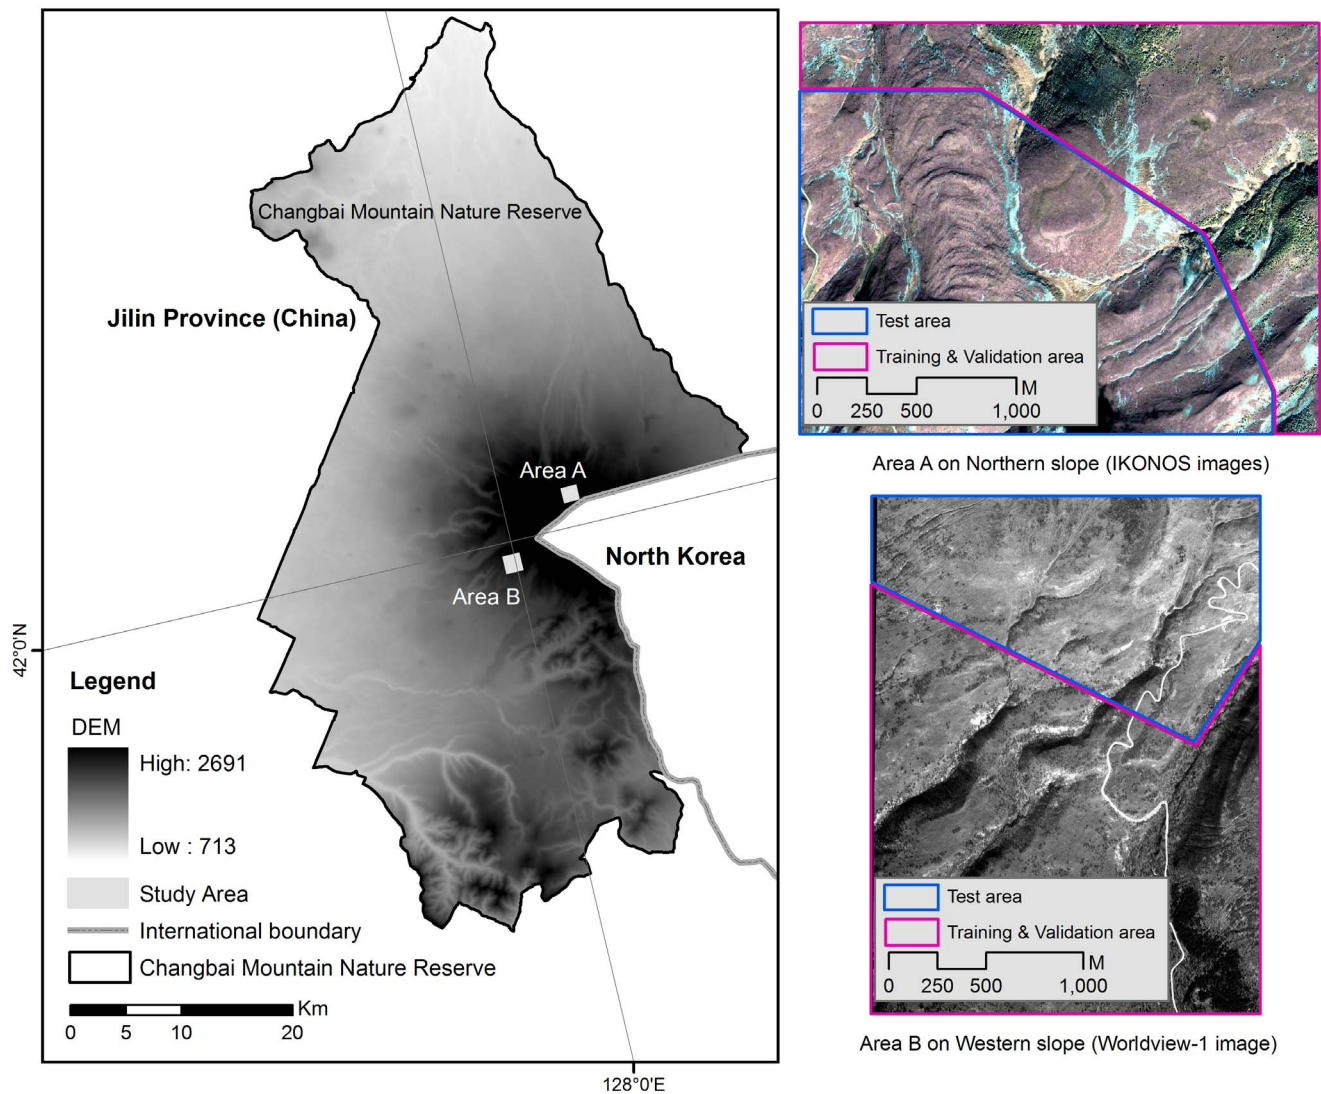 Changbai Mountain Nature Reserve
Jilin Province (China)
Area A
North Korea
Area B
42°0'N
Legend
DEM
High: 2691
Low : 713
Study Area
International boundary
Changbai Mountain Nature Reserve
Km
0 5 10 20
128°0'E
Test area
Training & Validation area
M
0 250 500 1,000
Area A on Northern slope (IKONOS images)
Test area
Training & Validation area
M
0 250 500 1,000
Area B on Western slope (Worldview-1 image)